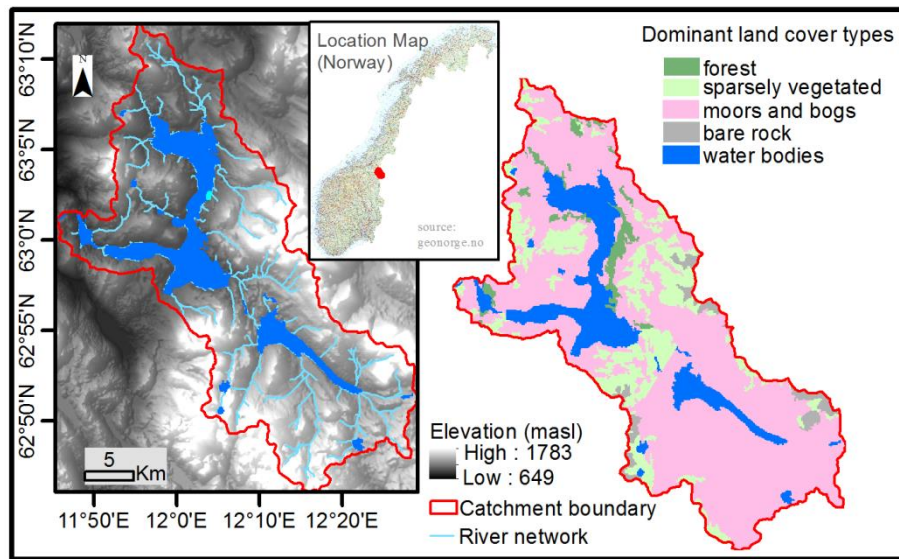 Location Map
(Norway)
source:
geonorge.no
N
63°10'N
63°5'N
63°0'N
62°55'N
62°50'N
5
Km
11°50'E
12°0'E
12°10'E
12°20'E
Elevation (masl)
High : 1783
Low : 649
Catchment boundary
River network
Dominant land cover types
forest
sparsely vegetated
moors and bogs
bare rock
water bodies